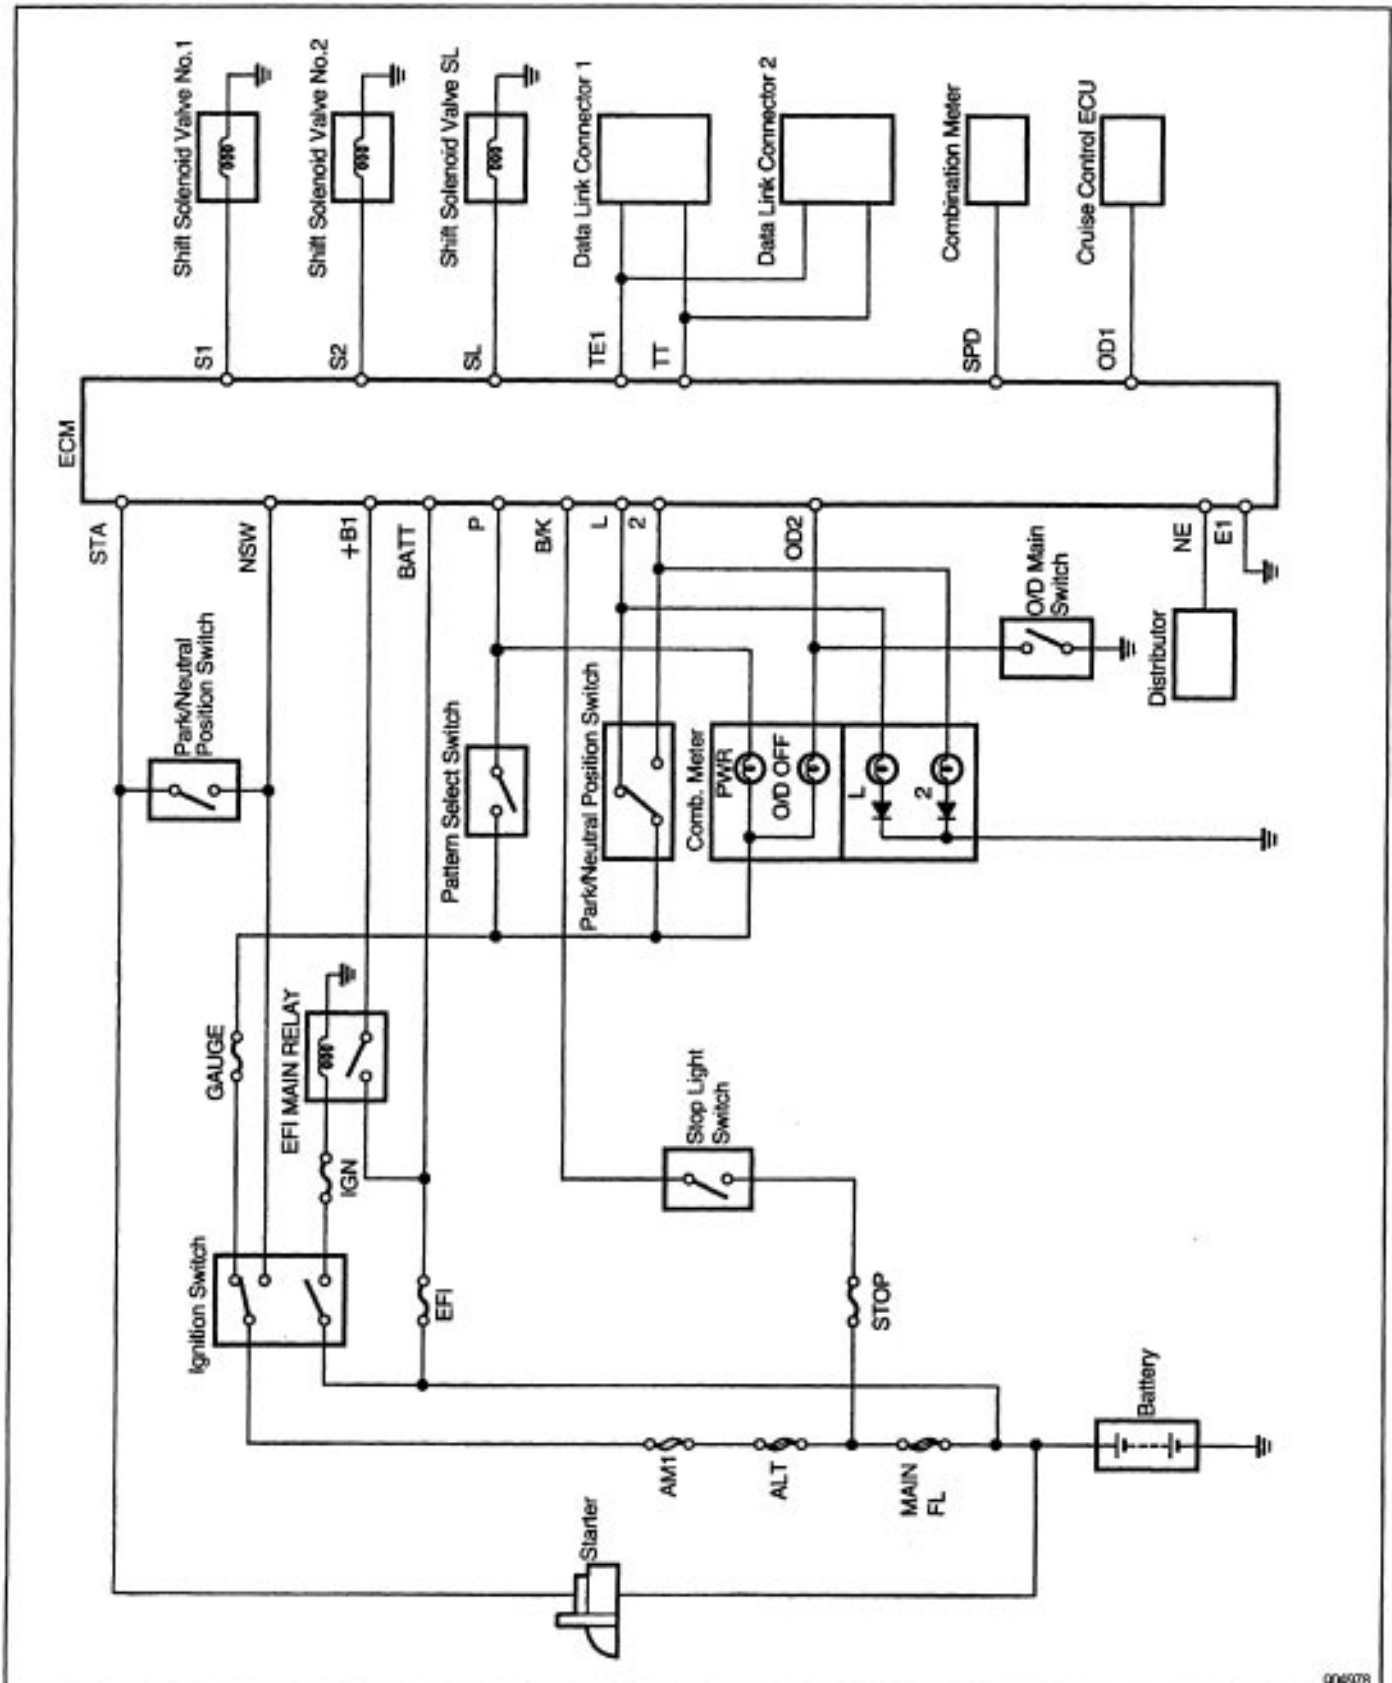 Shift Solenoid Valve No.1
Shift Solenoid Valve No.2
Shift Solenoid Valve SL
Data Link Connector 1
Data Link Connector 2
Combination Meter
Cruise Control ECU
S1
S2
SL
TE1
TT
SPD
OD1
ECM
STA
NSW
+B1
BATT
P
B/K
L
2
OD2
NE
E1
Park/Neutral
Position Switch
Pattern Select Switch
Park/Neutral Position Switch
Comb. Meter
PWR
O/D OFF
L
2
O/D Main
Switch
Distributor
GAUGE
EFI MAIN RELAY
IGN
Stop Light
Switch
Ignition Switch
EFI
STOP
Battery
AM1
ALT
MAIN
FL
Starter